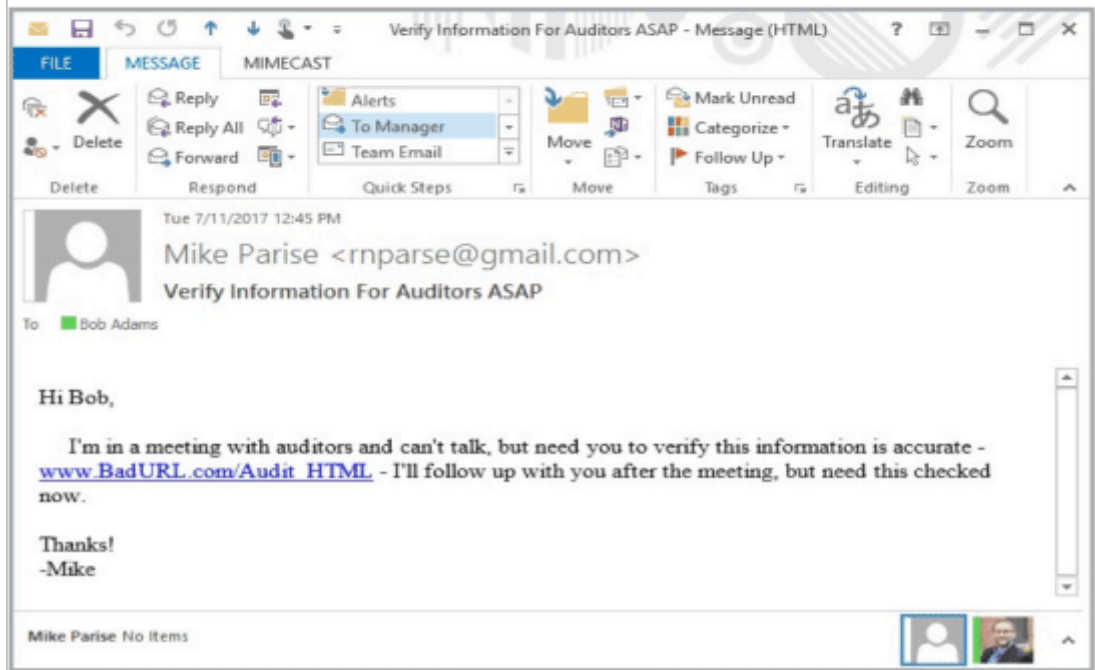 Verify Information For Auditors ASAP - Message (HTML)
FILE MESSAGE MIMECAST
Delete
Reply
Reply All
Forward
Alerts
To Manager
Team Email
Move
Mark Unread
Categorize
Follow Up
Translate
Zoom
Delete Respond Quick Steps Move Tags Editing Zoom
Tue 7/11/2017 12:45 PM
Mike Parise <rnparse@gmail.com>
Verify Information For Auditors ASAP
To Bob Adams
Hi Bob,
I'm in a meeting with auditors and can't talk, but need you to verify this information is accurate -
www.BadURL.com/Audit_HTML - I'll follow up with you after the meeting, but need this checked
now.
Thanks!
-Mike
Mike Parise No Items